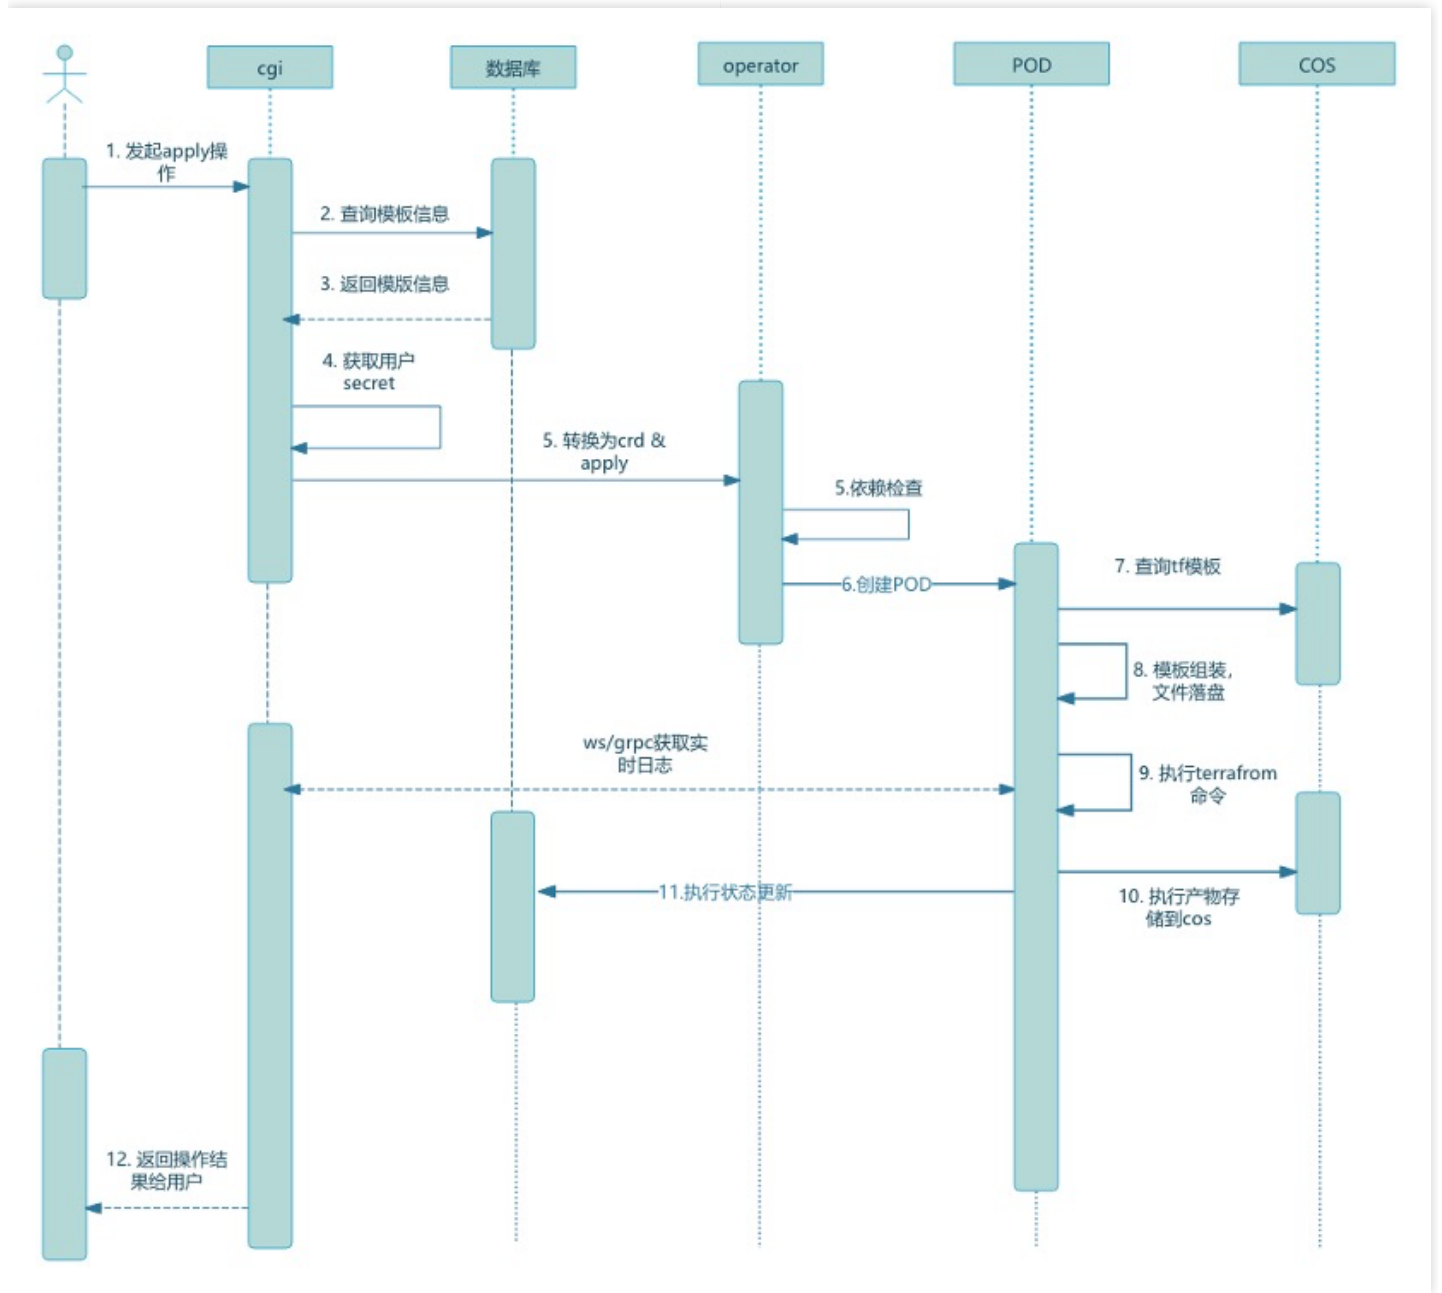 cgi
数据库
operator
POD
COS
1. 发起apply操
作
2. 查询模板信息
3. 返回模版信息
4. 获取用户
secret
5. 转换为crd &
apply
5.依赖检查
6.创建POD
7. 查询tf模板
8. 模板组装,
文件落盘
ws/grpc获取实
时日志
9. 执行terrafrom
命令
11.执行状态更新
10. 执行产物存
储到cos
12. 返回操作结
果给用户